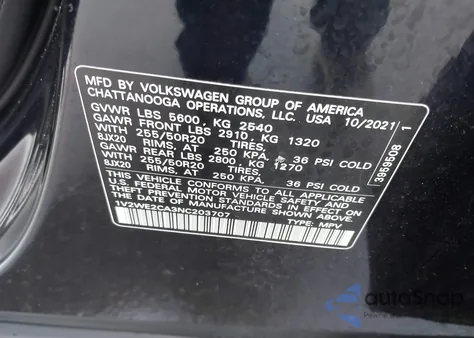 MFD BY VOLKSWAGEN GROUP OF AMERICA
CHATTANOOGA OPERATIONS, LLC. USA 10/2021
GVWR LBS 5600, KG 2540
GAWR FRONT LBS 2910, KG 1320
WITH 255/50R20 TIRES,
8JX20 RIMS, AT 250 KPA, 36 PSI COLD
GAWR REAR LBS 2800, KG 1270
WITH 255/50R20 TIRES,
8JX20 RIMS, AT 250 KPA, 36 PSI COLD
THIS VEHICLE CONFORMS TO ALL APPLICABLE
U.S. FEDERAL MOTOR VEHICLE SAFETY AND
THEFT PREVENTION STANDARDS IN EFFECT ON THE
DATE OF MANUFACTURE SHOWN ABOVE.
1V2WE2CA3NC203707 TYPE: MPV
3959508 1
autoSnap